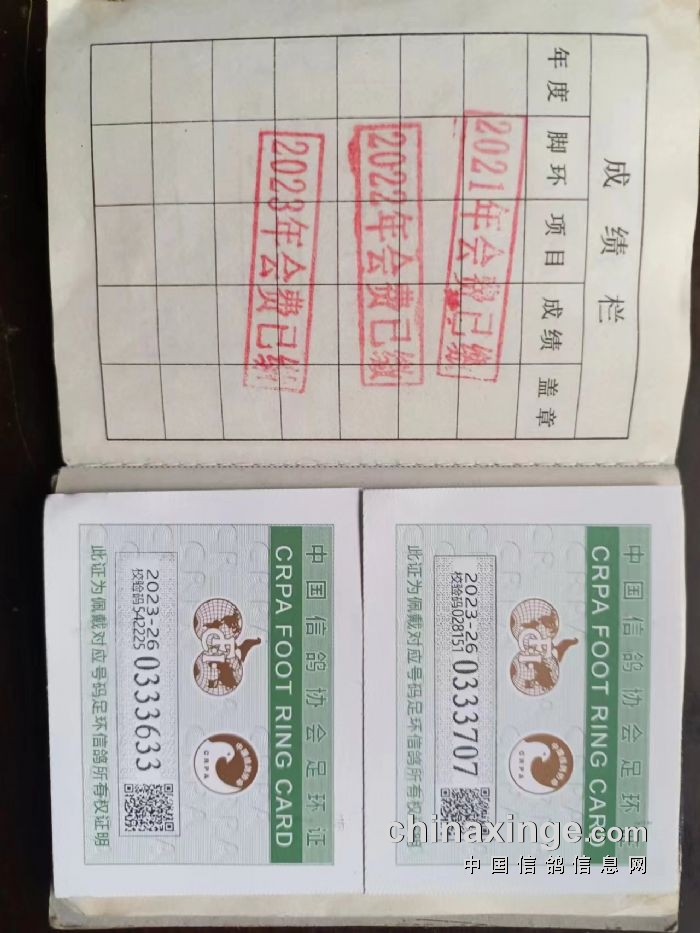 成绩栏
年度 脚环 项目 成绩 盖章
2021年会费已缴
2022年会费已缴
2023年会费已缴
中国信鸽协会足环证
CRPA FOOT RING CARD
CRPA
2023-26
校验码028151
0333707
此证为佩戴对应号码足环信鸽所有权证明
中国信鸽协会足环证
CRPA FOOT RING CARD
CRPA
2023-26
校验码542225
0333633
此证为佩戴对应号码足环信鸽所有权证明
chinaxinge.com
中国信鸽信息网